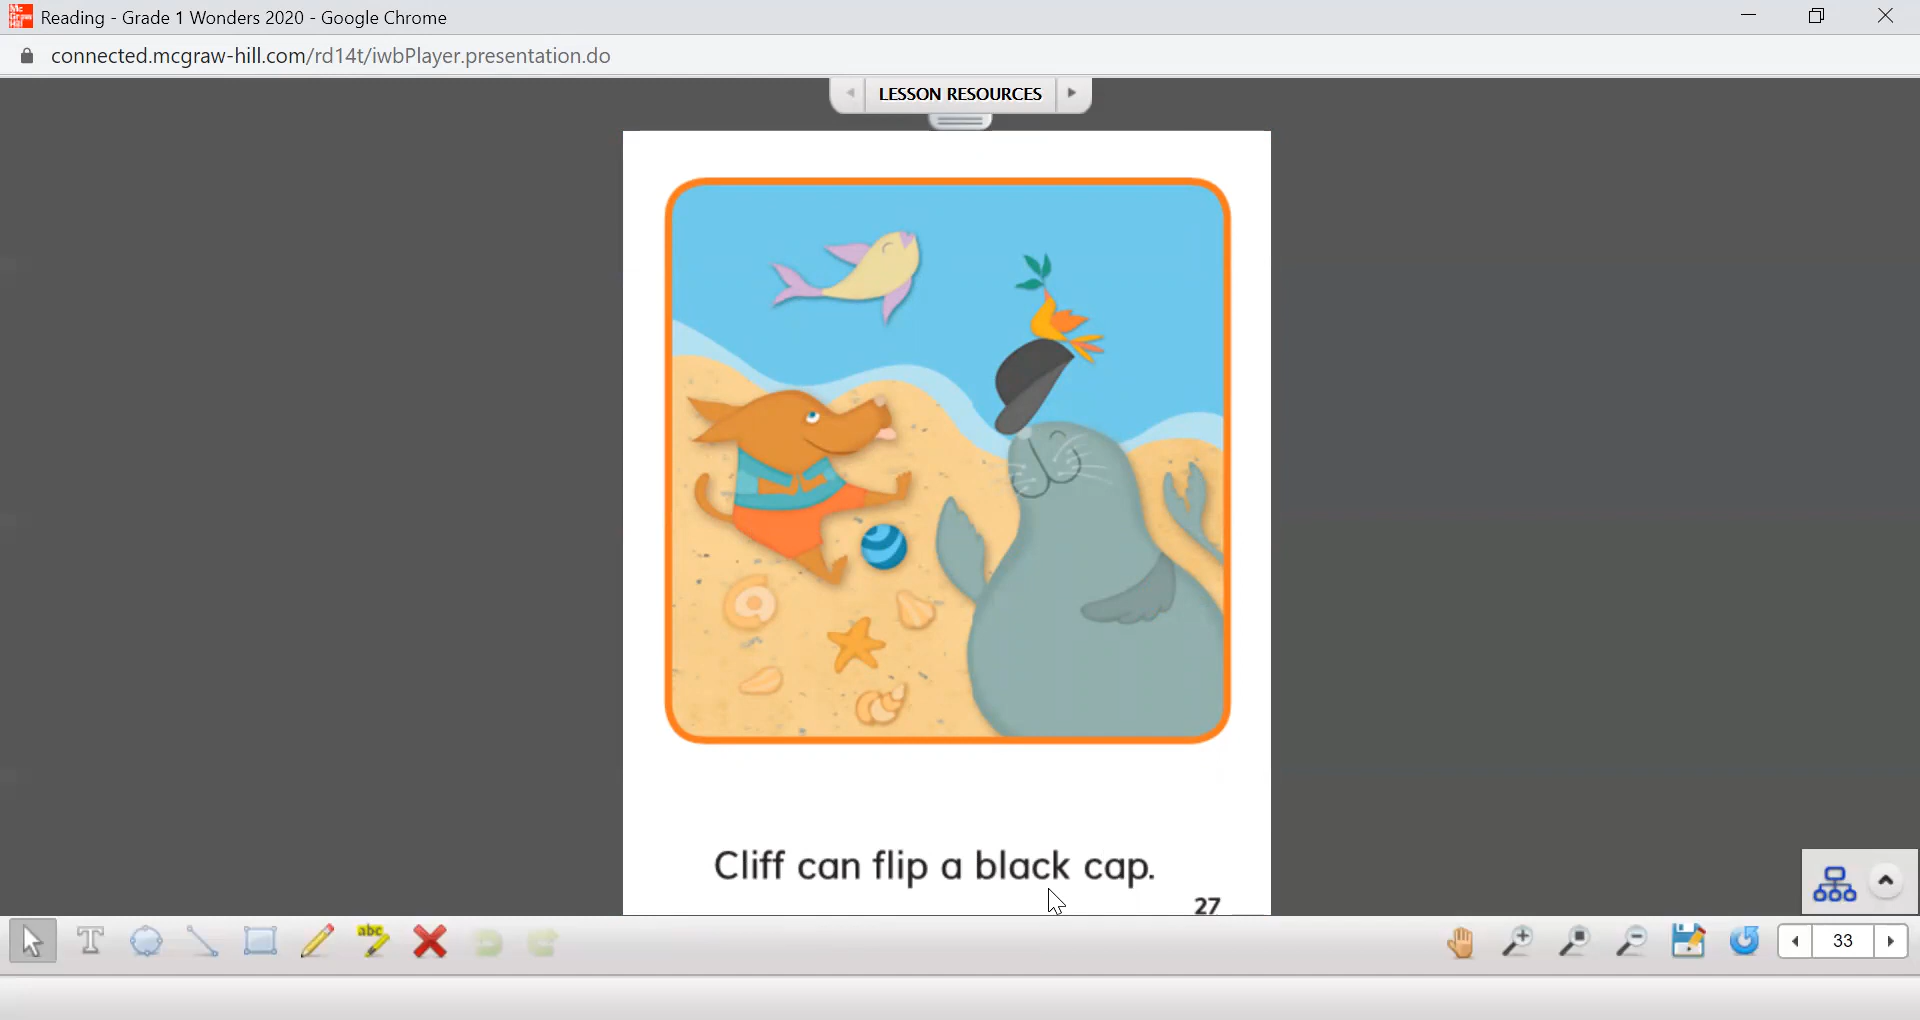 Reading - Grade 1 Wonders 2020 - Google Chrome
connected.mcgraw-hill.com/rd14t/iwbPlayer.presentation.do
LESSON RESOURCES
Cliff can flip a black cap.
27
T
abc
33